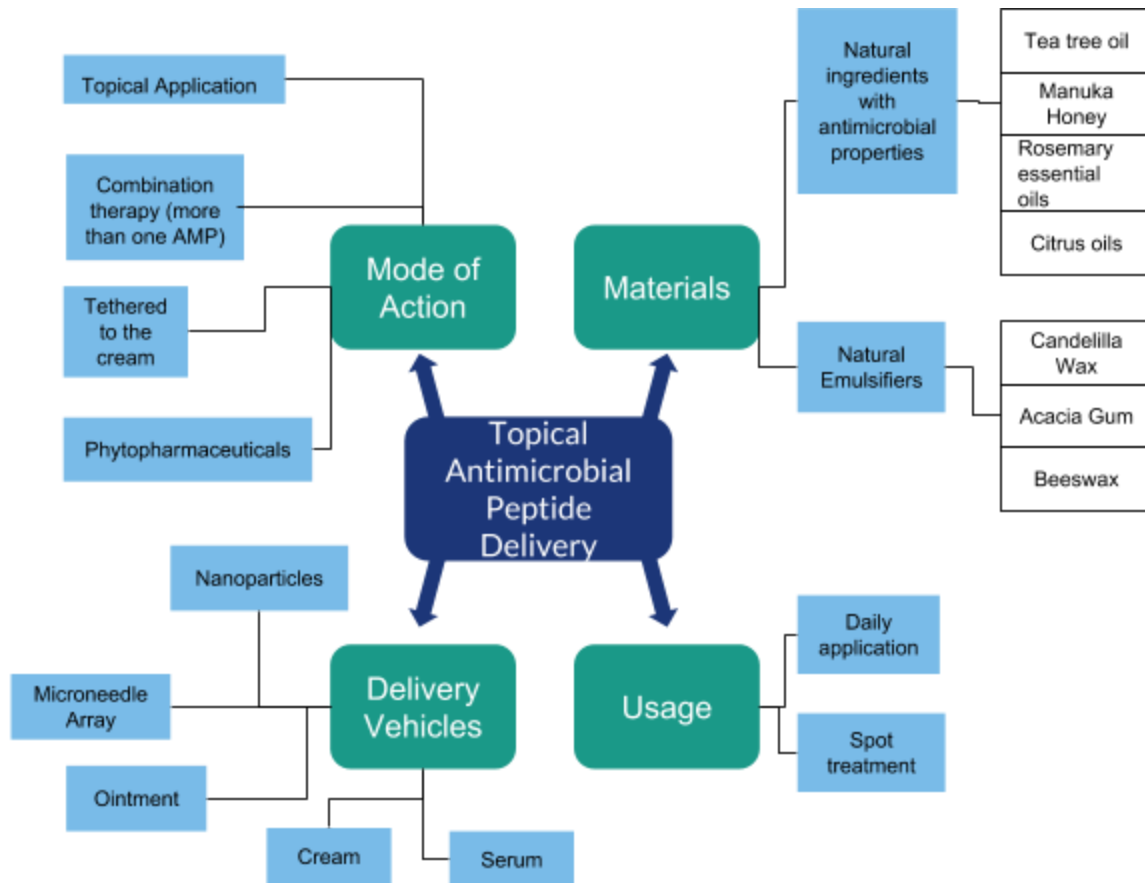 Topical Application
Combination
therapy (more
than one AMP)
Tethered
to the
cream
Phytopharmaceuticals
Mode of
Action
Materials
Natural
ingredients
with
antimicrobial
properties
Tea tree oil
Manuka
Honey
Rosemary
essential
oils
Citrus oils
Natural
Emulsifiers
Candelilla
Wax
Acacia Gum
Beeswax
Topical
Antimicrobial
Peptide
Delivery
Nanoparticles
Microneedle
Array
Ointment
Cream
Serum
Delivery
Vehicles
Usage
Daily
application
Spot
treatment